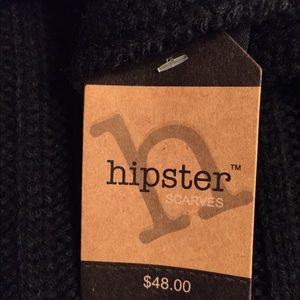 h
hipster™
SCARVES
$48.00